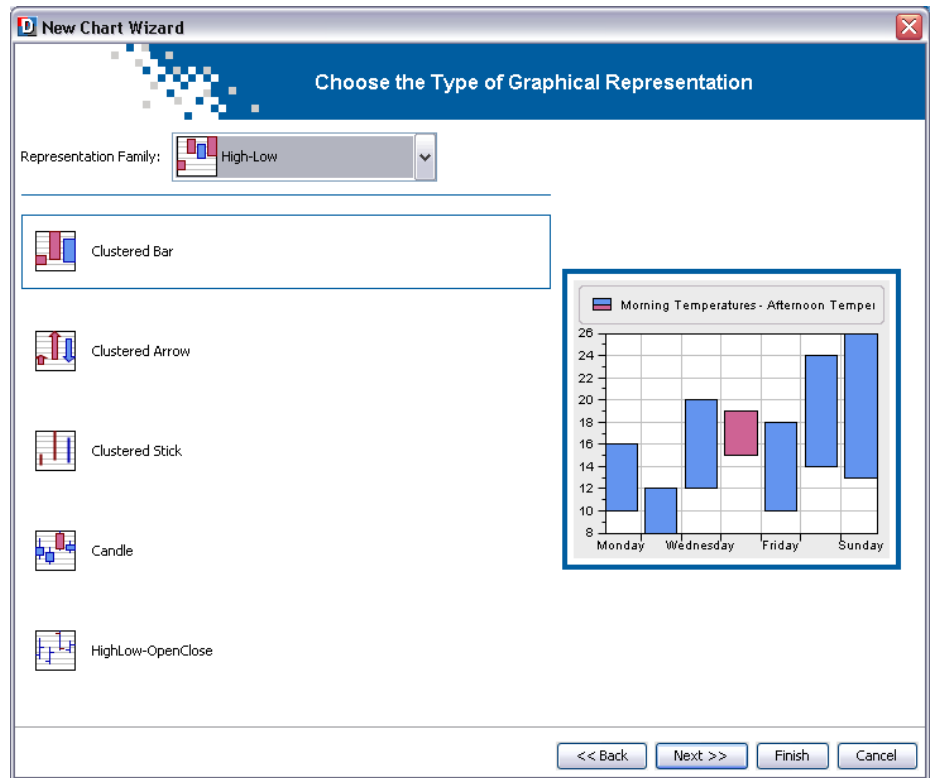 New Chart Wizard
Choose the Type of Graphical Representation
Representation Family:
High-Low
Clustered Bar
Clustered Arrow
Clustered Stick
Candle
HighLow-OpenClose
Morning Temperatures - Afternoon Temper
26
24
22
20
18
16
14
12
10
8
Monday Wednesday Friday Sunday
<< Back Next >> Finish Cancel